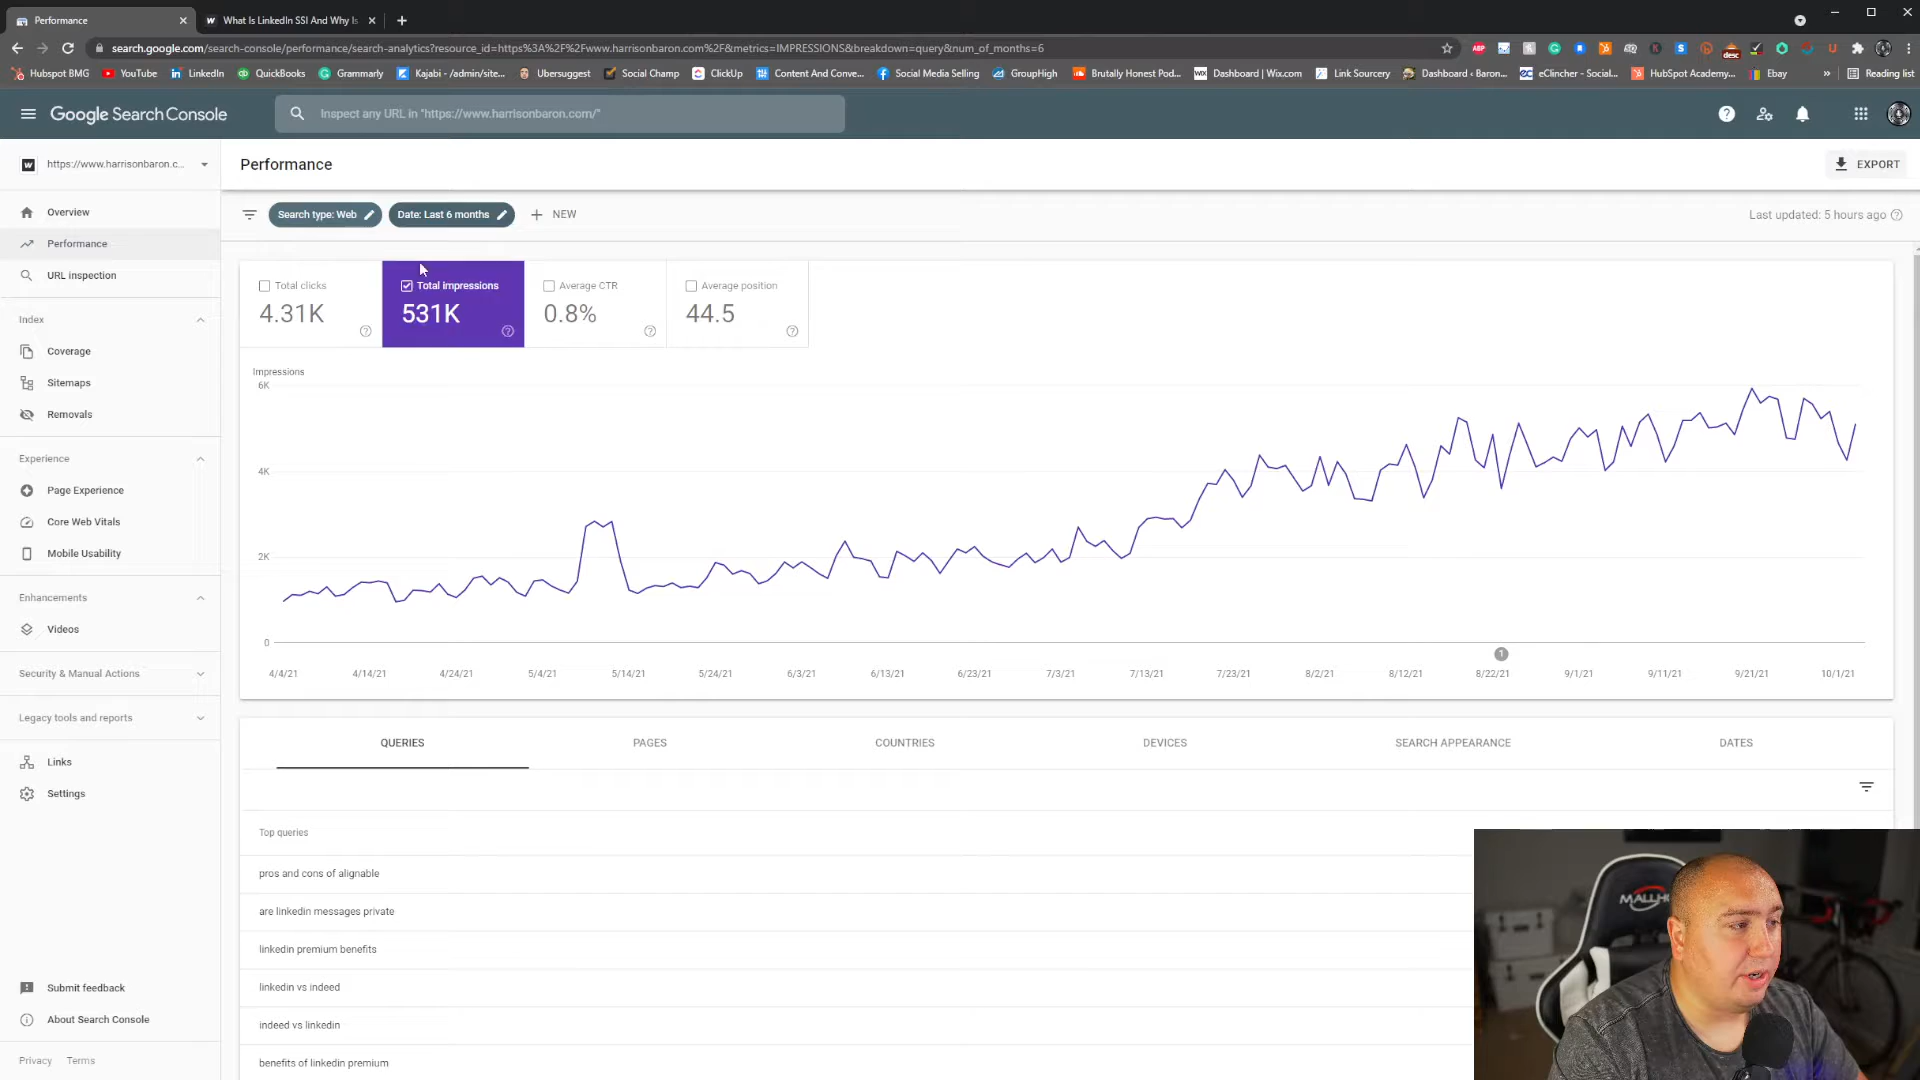 Performance
What Is LinkedIn SSI And Why Is
search.google.com/search-console/performance/search-analytics?resource_id=https%3A%2F%2Fwww.harrisonbaron.com%2F&metrics=IMPRESSIONS&breakdown=query&num_of_months=6
Hubspot BMG YouTube LinkedIn QuickBooks Grammarly Kajabi - /admin/site... Ubersuggest Social Champ ClickUp Content And Conve... Social Media Selling GroupHigh Brutally Honest Pod... Dashboard | Wix.com Link Sourcery Dashboard ‹ Baron... eClincher - Social... HubSpot Academy... Ebay » Reading list
Google Search Console
Inspect any URL in "https://www.harrisonbaron.com/"
https://www.harrisonbaron.c...
Performance
EXPORT
Overview
Performance
URL inspection
Index
Coverage
Sitemaps
Removals
Experience
Page Experience
Core Web Vitals
Mobile Usability
Enhancements
Videos
Security & Manual Actions
Legacy tools and reports
Links
Settings
Submit feedback
About Search Console
Privacy Terms
Search type: Web
Date: Last 6 months
+ NEW
Last updated: 5 hours ago
Total clicks
4.31K
Total impressions
531K
Average CTR
0.8%
Average position
44.5
Impressions
6K
4K
2K
0
1
4/4/21 4/14/21 4/24/21 5/4/21 5/14/21 5/24/21 6/3/21 6/13/21 6/23/21 7/3/21 7/13/21 7/23/21 8/2/21 8/12/21 8/22/21 9/1/21 9/11/21 9/21/21 10/1/21
QUERIES PAGES COUNTRIES DEVICES SEARCH APPEARANCE DATES
Top queries
pros and cons of alignable
are linkedin messages private
linkedin premium benefits
linkedin vs indeed
indeed vs linkedin
benefits of linkedin premium